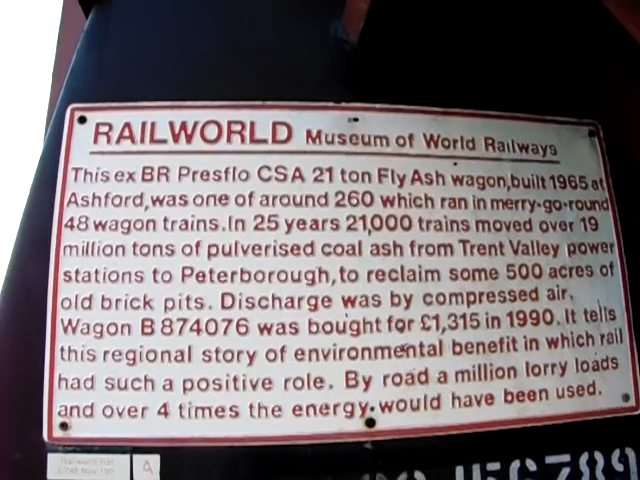 RAILWORLD Museum of World Railways
This ex BR Presflo CSA 21 ton Fly Ash wagon, built 1965 at
Ashford, was one of around 260 which ran in merry-go-round
48 wagon trains. In 25 years 21,000 trains moved over 19
million tons of pulverised coal ash from Trent Valley power
stations to Peterborough, to reclaim some 500 acres of
old brick pits. Discharge was by compressed air.
Wagon B 874076 was bought for £1,315 in 1990. It tells
this regional story of environmental benefit in which rail
had such a positive role. By road a million lorry loads
and over 4 times the energy would have been used.
A